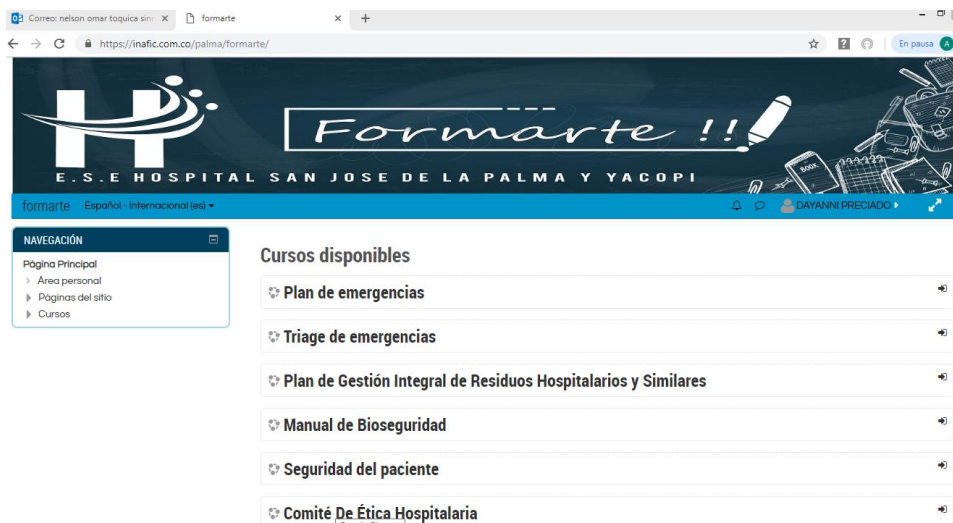 Correo: nelson omar toquica sin
formarte
https://inafic.com.co/palma/formarte/
En pausa A
H
Formarte !!
BOOK
E.S.E HOSPITAL SAN JOSE DE LA PALMA Y YACOPI
formarte Español - Internacional (es)
DAYANNI PRECIADO
NAVEGACIÓN
Página Principal
Área personal
Páginas del sitio
Cursos
Cursos disponibles
Plan de emergencias
Triage de emergencias
Plan de Gestión Integral de Residuos Hospitalarios y Similares
Manual de Bioseguridad
Seguridad del paciente
Comité De Ética Hospitalaria